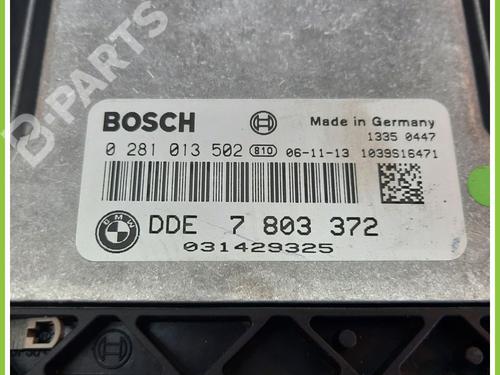 B-PARTS
BOSCH
Made in Germany
1335 0447
0 281 013 502 810 06-11-13 1039S16471
BMW
DDE 7 803 372
031429325